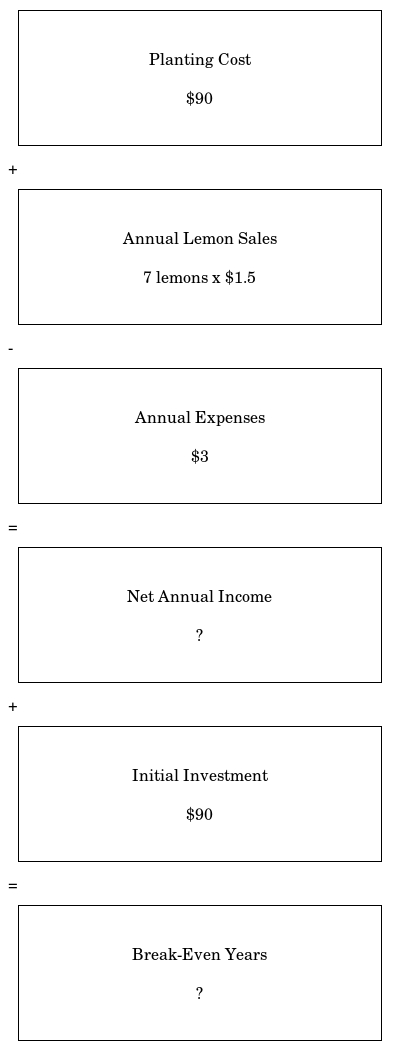 Planting Cost
$90
+
Annual Lemon Sales
7 lemons x $1.5
-
Annual Expenses
$3
=
Net Annual Income
?
+
Initial Investment
$90
=
Break-Even Years
?